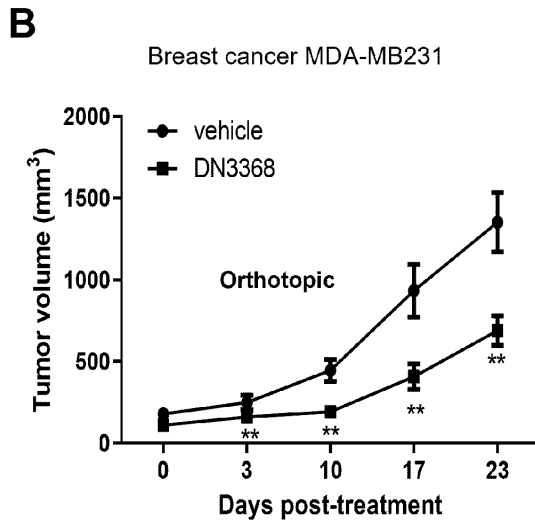 B
Breast cancer MDA-MB231
vehicle
DN3368
Orthotopic
Tumor volume (mm³)
2000
1500
1000
500
0
**
**
**
**
0 3 10 17 23
Days post-treatment